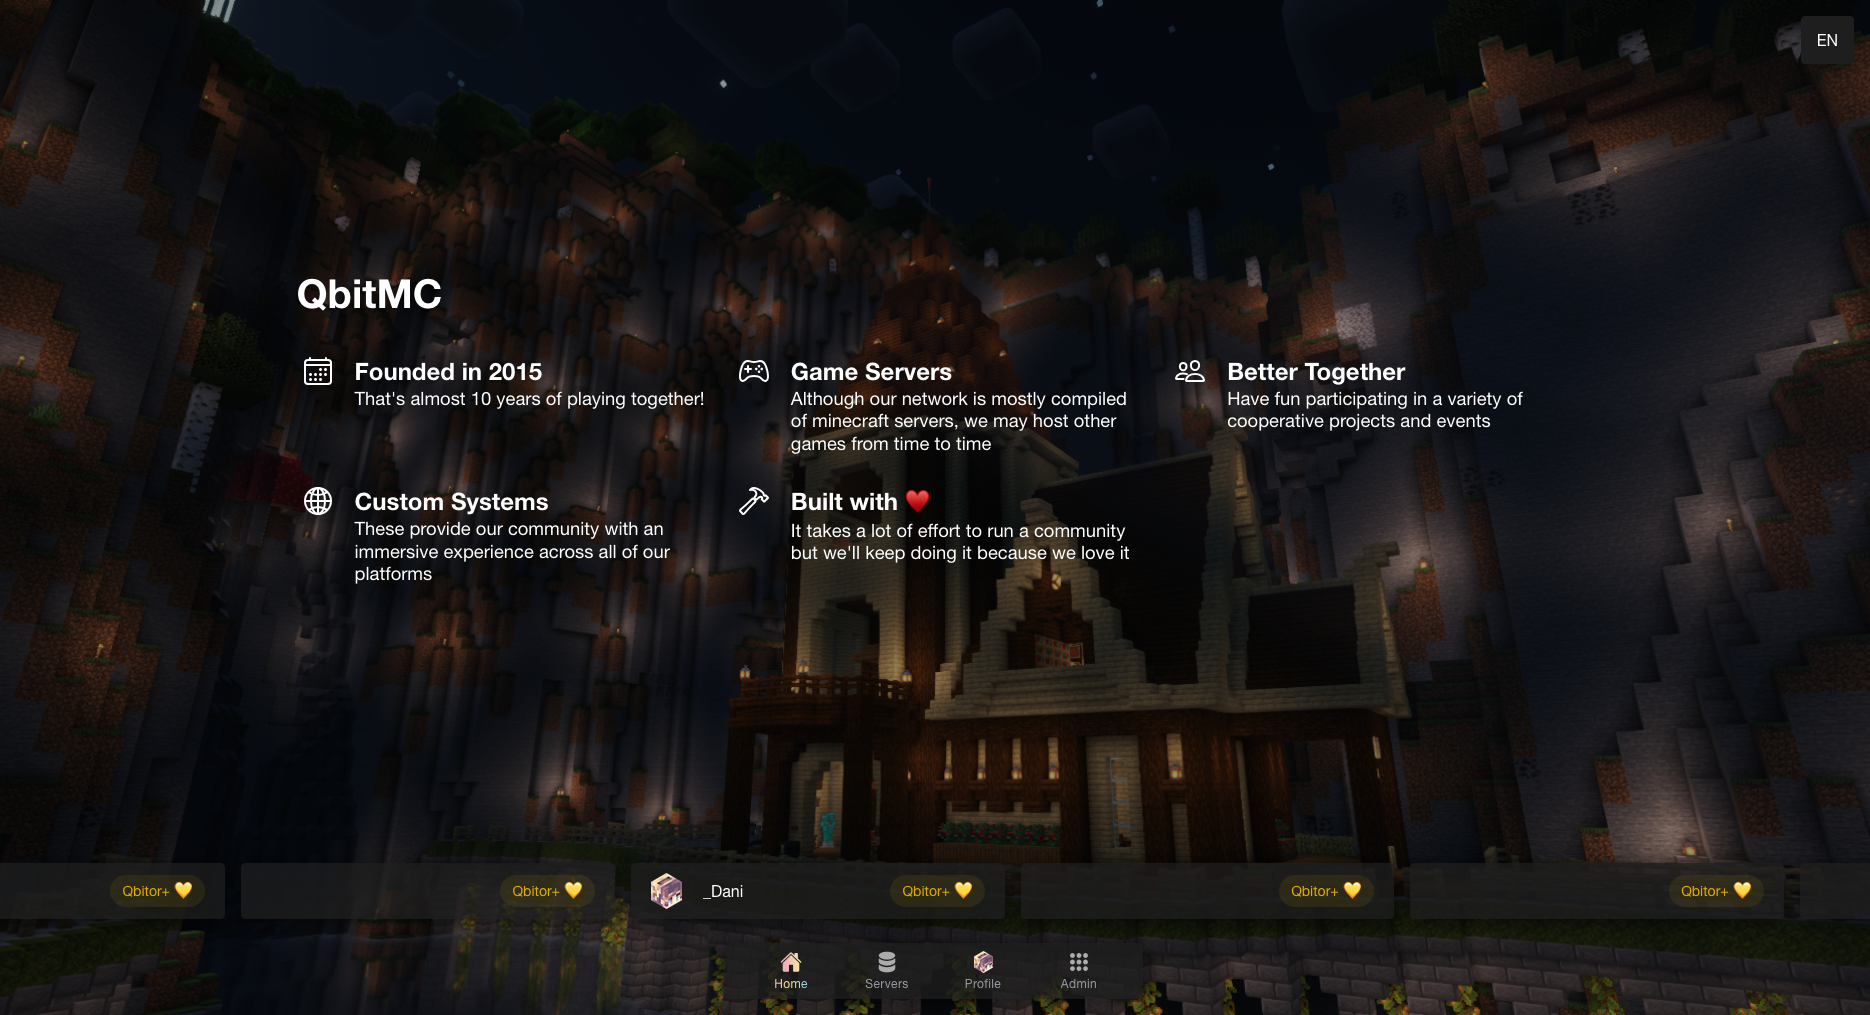 EN
QbitMC
Founded in 2015
That's almost 10 years of playing together!
Game Servers
Although our network is mostly compiled
of minecraft servers, we may host other
games from time to time
Better Together
Have fun participating in a variety of
cooperative projects and events
Custom Systems
These provide our community with an
immersive experience across all of our
platforms
Built with ❤️
It takes a lot of effort to run a community
but we'll keep doing it because we love it
Qbitor+ 💛
Qbitor+ 💛
_Dani
Qbitor+ 💛
Qbitor+ 💛
Qbitor+ 💛
Home
Servers
Profile
Admin